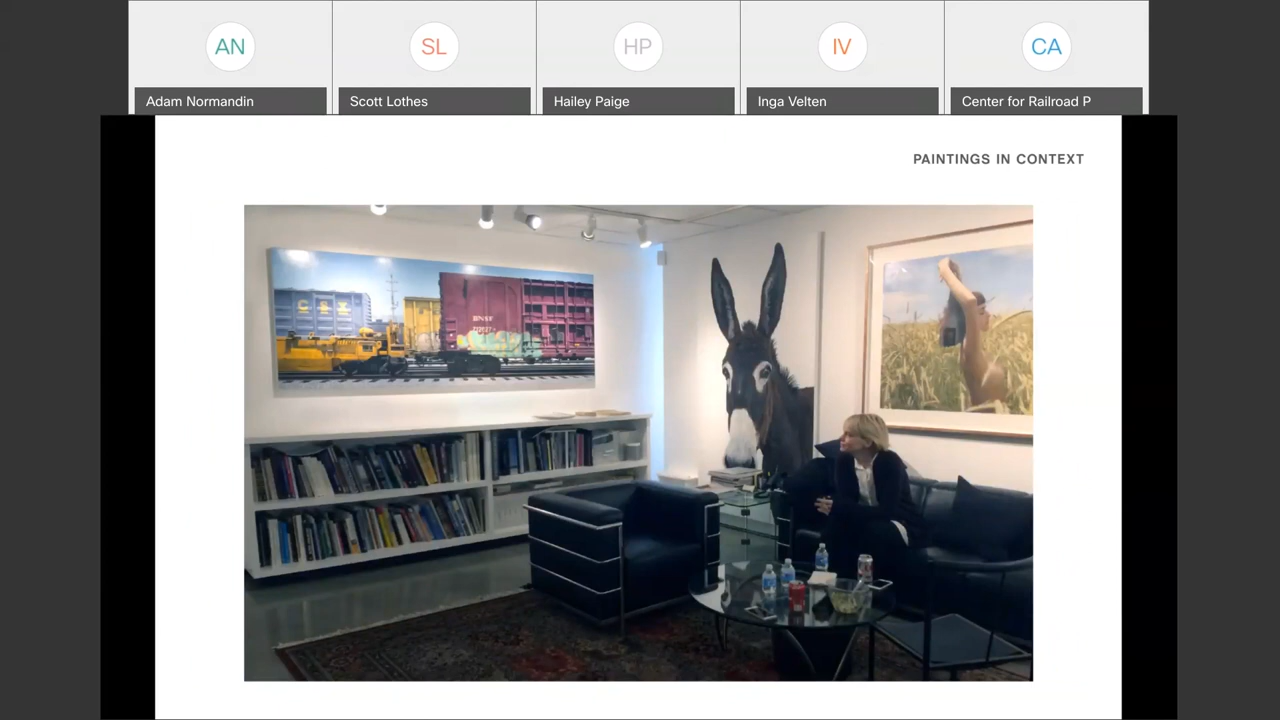 AN
SL
HP
IV
CA
Adam Normandin
Scott Lothes
Hailey Paige
Inga Velten
Center for Railroad P
PAINTINGS IN CONTEXT
CSX
BNSF